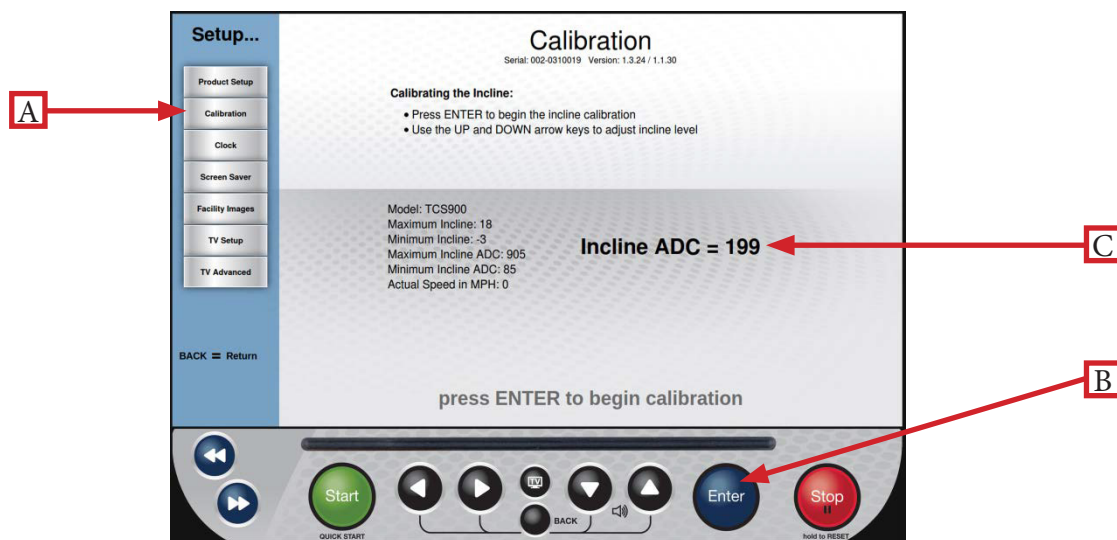 Setup...
Product Setup
Calibration
Clock
Screen Saver
Facility Images
TV Setup
TV Advanced
BACK = Return
Calibration
Serial: 002-0310019 Version: 1.3.24 / 1.1.30
Calibrating the Incline:
• Press ENTER to begin the incline calibration
• Use the UP and DOWN arrow keys to adjust incline level
Model: TCS900
Maximum Incline: 18
Minimum Incline: -3
Maximum Incline ADC: 905
Minimum Incline ADC: 85
Actual Speed in MPH: 0
Incline ADC = 199
press ENTER to begin calibration
A
C
B
Start
QUICK START
TV
BACK
Enter
Stop
hold to RESET